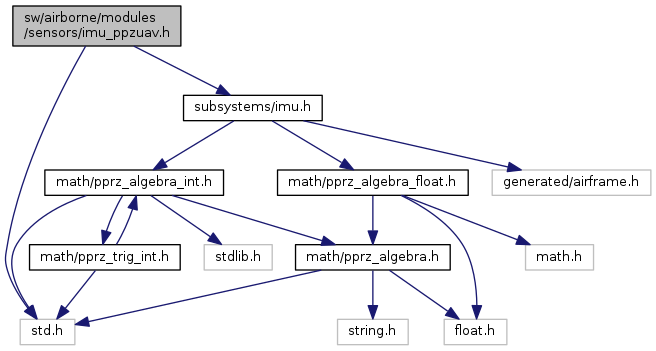 sw/airborne/modules
/sensors/imu_ppzuav.h
subsystems/imu.h
math/pprz_algebra_int.h
math/pprz_algebra_float.h
generated/airframe.h
math/pprz_trig_int.h
stdlib.h
math/pprz_algebra.h
math.h
std.h
string.h
float.h